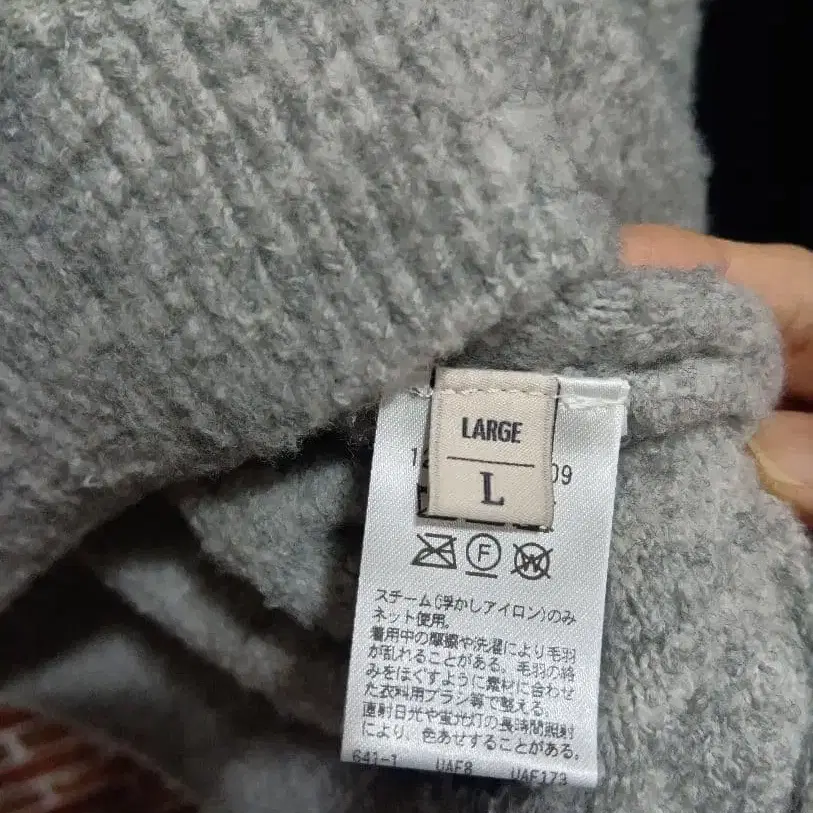 LARGE
L
09
F
W
スチーム(浮かしアイロン)のみ
ネット使用。
着用中の摩擦や洗濯により毛羽
が乱れることがある。毛羽の絡
みをほぐすように素材に合わせ
た衣料用ブラシ等で整える。
直射日光や蛍光灯の長時間照射
により、色あせすることがある。
641-1 UAF8 UAF173